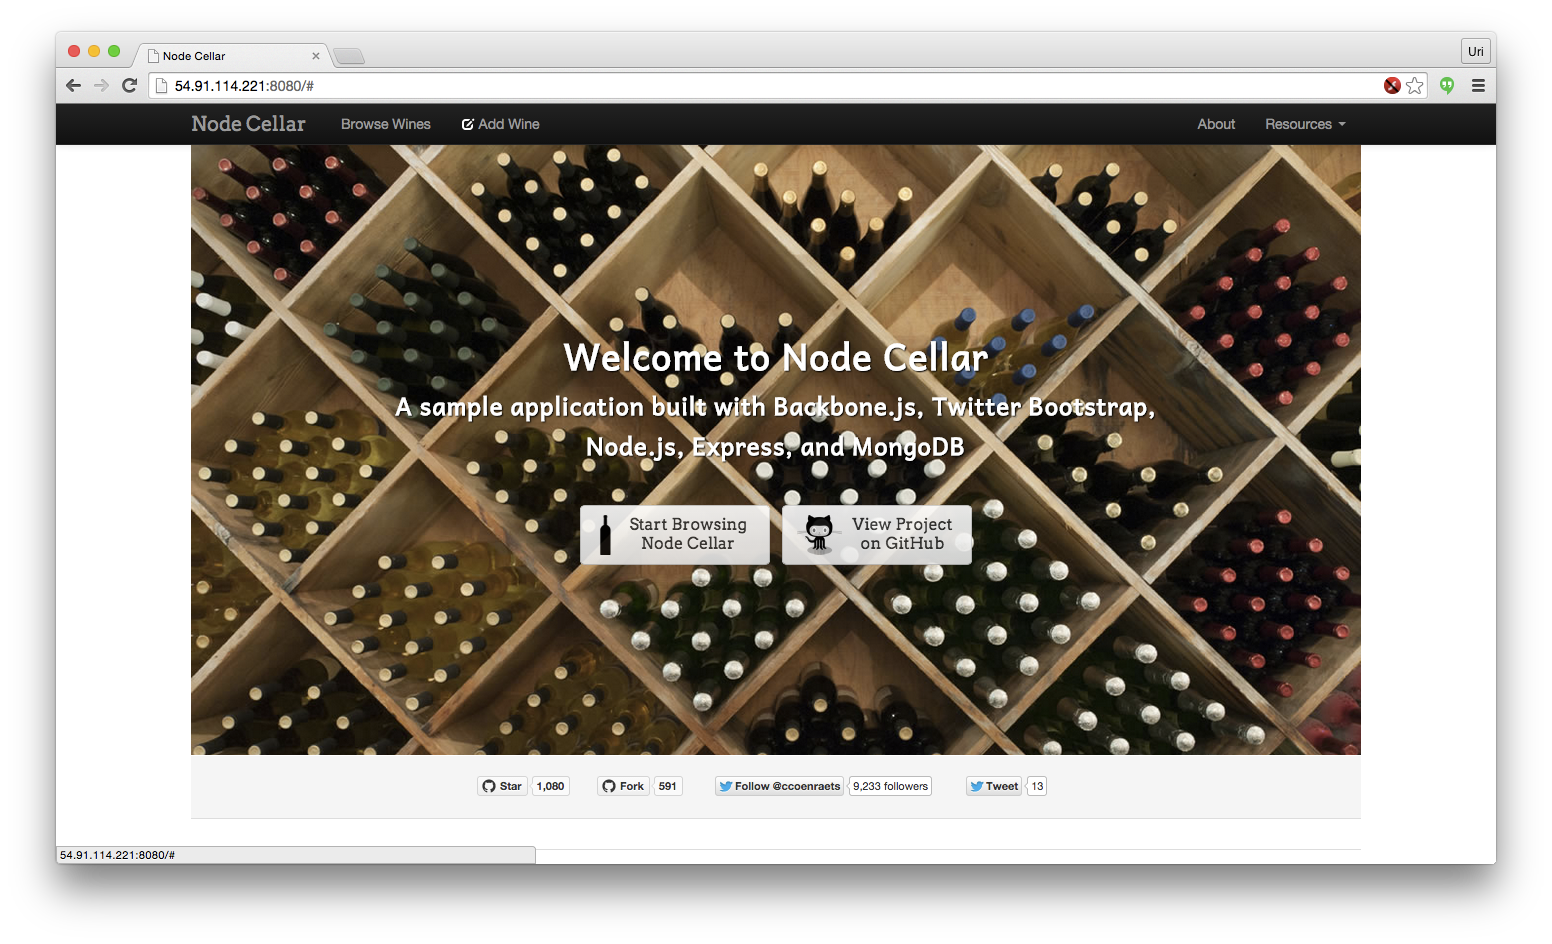 Node Cellar
Uri
54.91.114.221:8080/#
Node Cellar
Browse Wines
Add Wine
About
Resources
Welcome to Node Cellar
A sample application built with Backbone.js, Twitter Bootstrap,
Node.js, Express, and MongoDB
Start Browsing
Node Cellar
View Project
on GitHub
Star
1,080
Fork
591
Follow @ccoenraets
9,233 followers
Tweet
13
54.91.114.221:8080/#